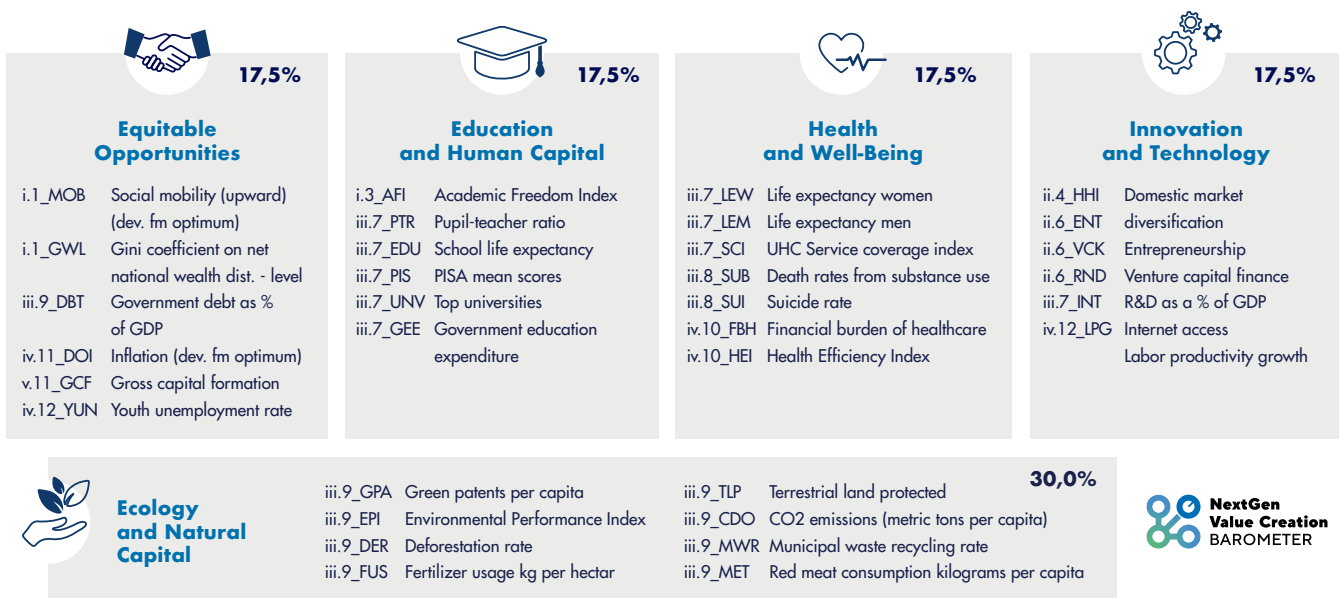 17,5%
Equitable
Opportunities
i.1_MOB Social mobility (upward)
(dev. fm optimum)
i.1_GWL Gini coefficient on net
national wealth dist. - level
iii.9_DBT Government debt as %
of GDP
iv.11_DOI Inflation (dev. fm optimum)
v.11_GCF Gross capital formation
iv.12_YUN Youth unemployment rate
17,5%
Education
and Human Capital
i.3_AFI Academic Freedom Index
iii.7_PTR Pupil-teacher ratio
iii.7_EDU School life expectancy
iii.7_PIS PISA mean scores
iii.7_UNV Top universities
iii.7_GEE Government education
expenditure
17,5%
Health
and Well-Being
iii.7_LEW Life expectancy women
iii.7_LEM Life expectancy men
iii.7_SCI UHC Service coverage index
iii.8_SUB Death rates from substance use
iii.8_SUI Suicide rate
iv.10_FBH Financial burden of healthcare
iv.10_HEI Health Efficiency Index
17,5%
Innovation
and Technology
ii.4_HHI Domestic market
ii.6_ENT diversification
ii.6_VCK Entrepreneurship
ii.6_RND Venture capital finance
iii.7_INT R&D as a % of GDP
iv.12_LPG Internet access
Labor productivity growth
30,0%
Ecology
and Natural
Capital
iii.9_GPA Green patents per capita
iii.9_EPI Environmental Performance Index
iii.9_DER Deforestation rate
iii.9_FUS Fertilizer usage kg per hectar
iii.9_TLP Terrestrial land protected
iii.9_CDO CO2 emissions (metric tons per capita)
iii.9_MWR Municipal waste recycling rate
iii.9_MET Red meat consumption kilograms per capita
NextGen
Value Creation
BAROMETER